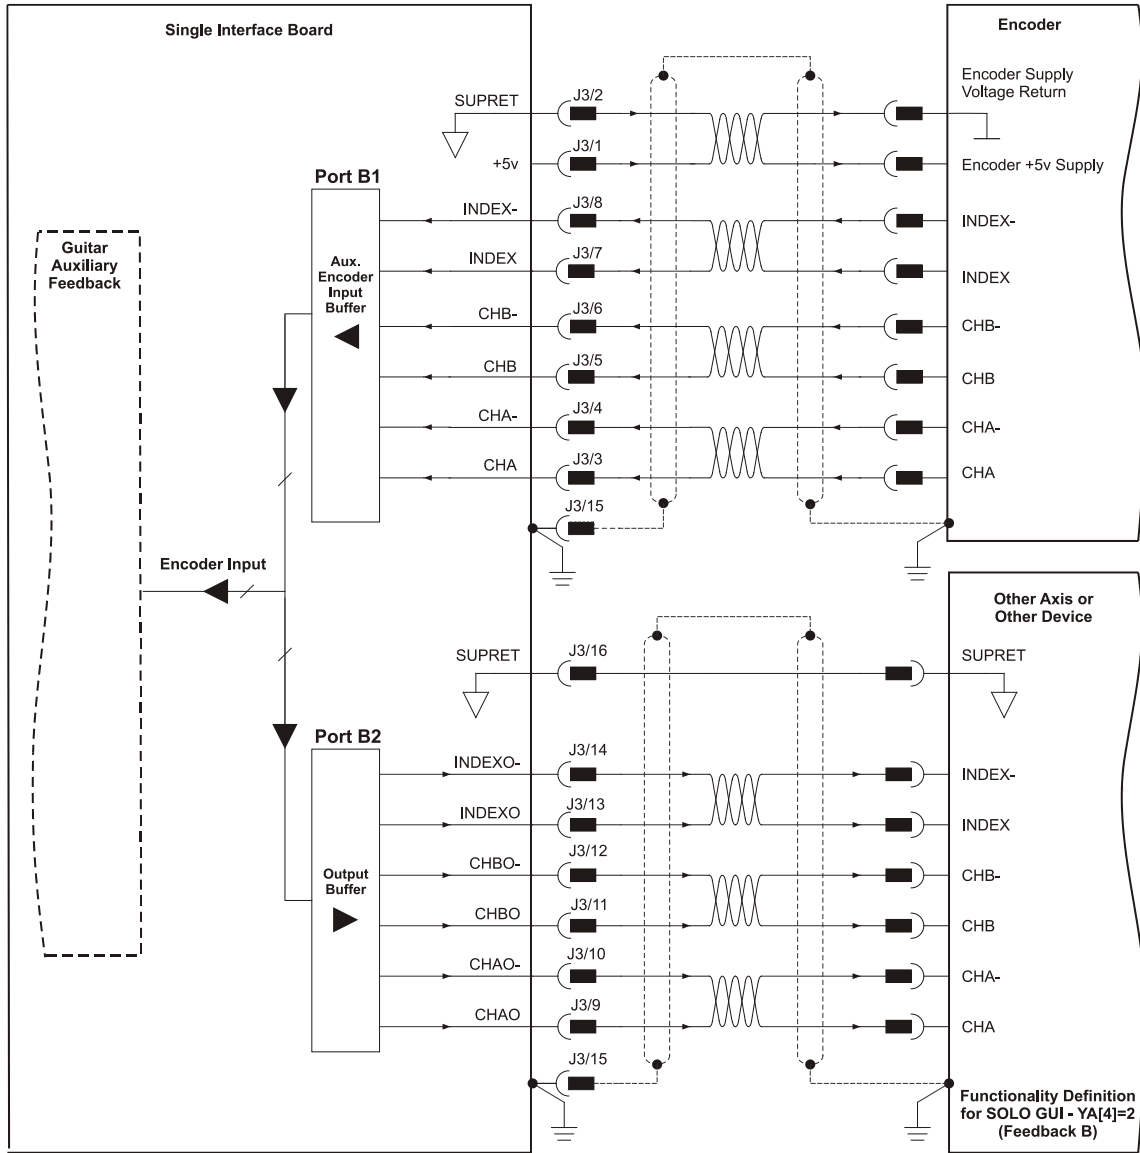 Single Interface Board
Encoder
SUPRET
J3/2
Encoder Supply
Voltage Return
+5v
J3/1
Encoder +5v Supply
Port B1
INDEX-
J3/8
INDEX-
Guitar
Auxiliary
Feedback
Aux.
Encoder
Input
Buffer
INDEX
J3/7
INDEX
CHB-
J3/6
CHB-
CHB
J3/5
CHB
CHA-
J3/4
CHA-
CHA
J3/3
CHA
J3/15
Encoder Input
Other Axis or
Other Device
SUPRET
J3/16
SUPRET
Port B2
INDEXO-
J3/14
INDEX-
INDEXO
J3/13
INDEX
Output
Buffer
CHBO-
J3/12
CHB-
CHBO
J3/11
CHB
CHAO-
J3/10
CHA-
CHAO
J3/9
CHA
J3/15
Functionality Definition
for SOLO GUI - YA[4]=2
(Feedback B)